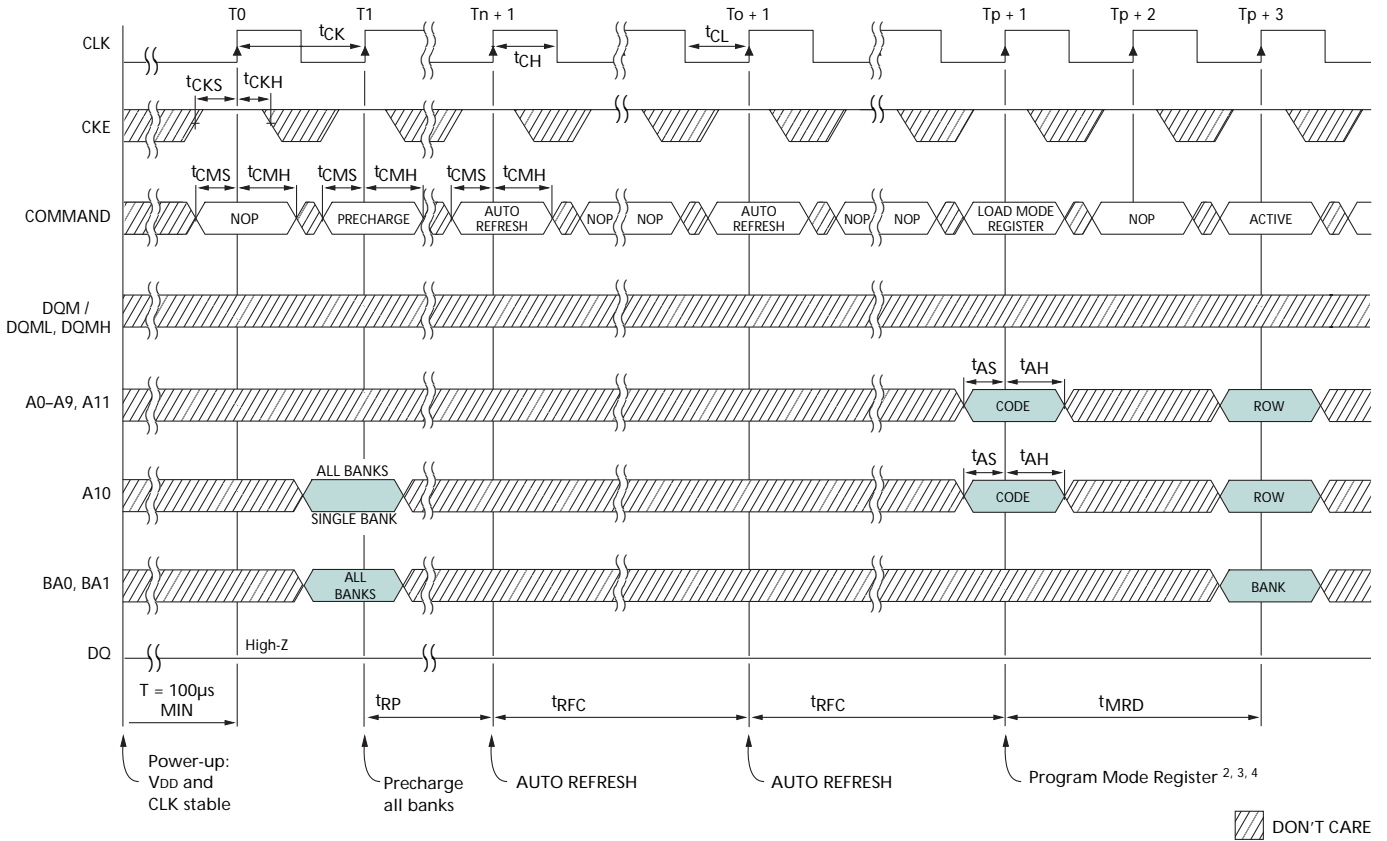 T0 T1 Tn + 1 To + 1 Tp + 1 Tp + 2 Tp + 3
CLK
tCK
tCH
tCL
tCKS tCKH
CKE
tCMS tCMH tCMS tCMH tCMS tCMH
COMMAND
NOP
PRECHARGE
AUTO
REFRESH
NOP
NOP
AUTO
REFRESH
NOP
NOP
LOAD MODE
REGISTER
NOP
ACTIVE
DQM /
DQML, DQMH
tAS tAH
A0–A9, A11
CODE
ROW
tAS tAH
ALL BANKS
A10
CODE
ROW
SINGLE BANK
BA0, BA1
ALL
BANKS
BANK
DQ
High-Z
T = 100µs
MIN
tRP
tRFC
tRFC
tMRD
Power-up:
VDD and
CLK stable
Precharge
all banks
AUTO REFRESH
AUTO REFRESH
Program Mode Register 2, 3, 4
DON'T CARE